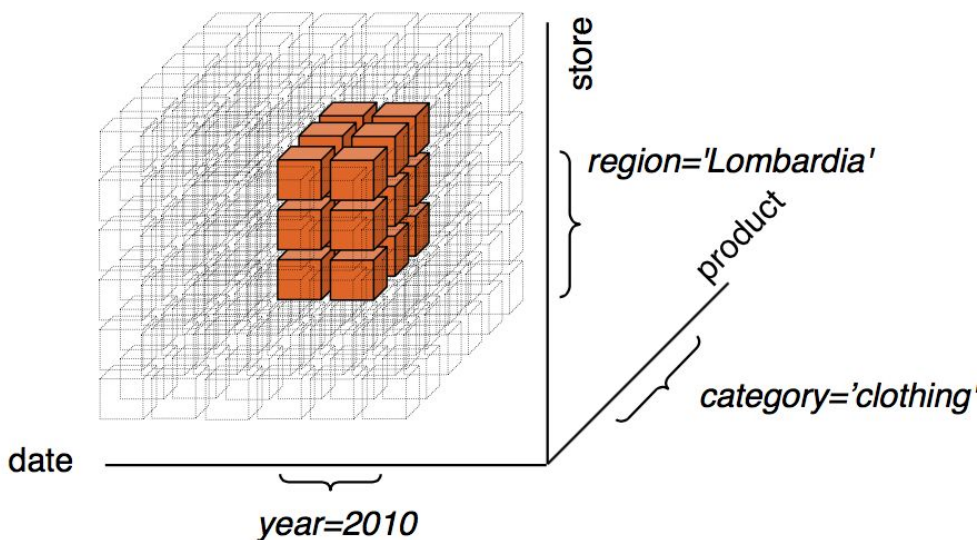 store
region='Lombardia'
product
category='clothing'
date
year=2010